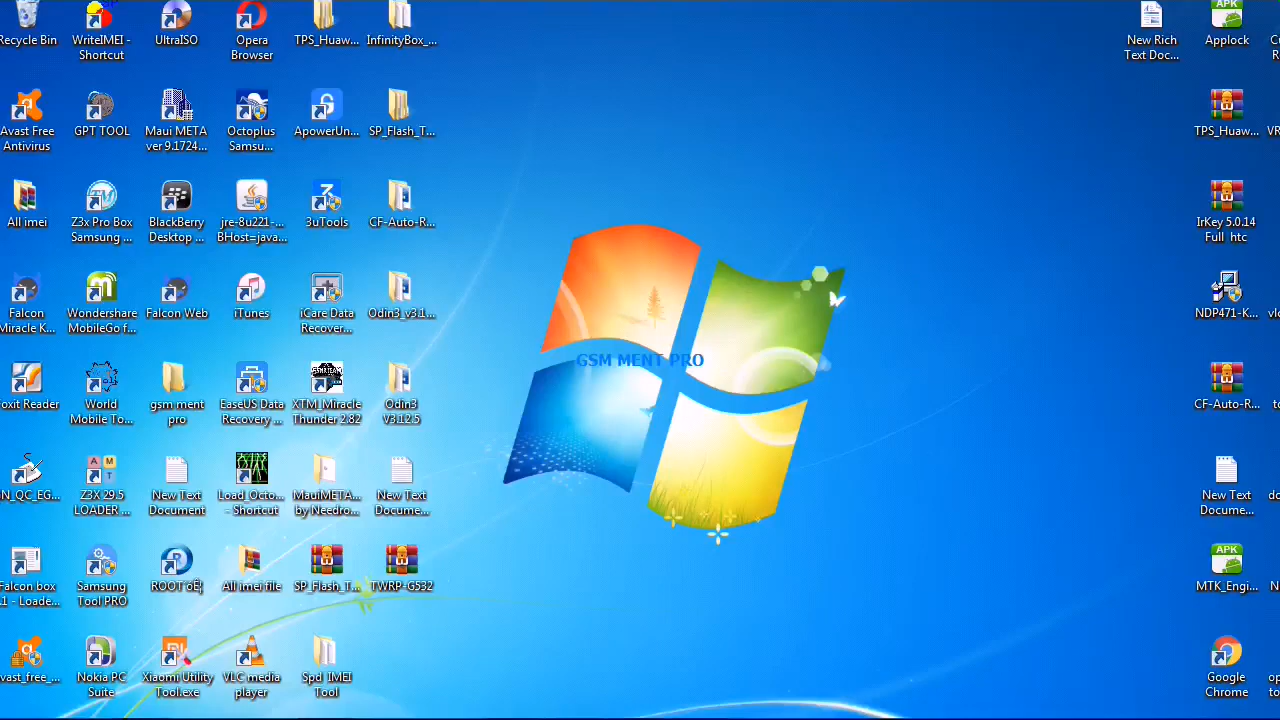 Recycle Bin
WriteIMEI -
Shortcut
UltraISO
Opera
Browser
TPS_Huaw...
InfinityBox_...
New Rich
Text Doc...
APK
Applock
Avast Free
Antivirus
GPT TOOL
Maui META
ver 9.1724...
Octoplus
Samsu...
ApowerUn...
SP_Flash_T...
TPS_Huaw...
VR
All imei
Z3x Pro Box
Samsung ...
BlackBerry
Desktop ...
jre-8u221-...
BHost=java...
3uTools
CF-Auto-R...
IrKey 5.0.14
Full_htc
Falcon
Miracle K...
Wondershare
MobileGo f...
Falcon Web
iTunes
iCare Data
Recover...
Odin3_v3.1...
NDP471-K...
GSM MENT PRO
oxit Reader
World
Mobile To...
gsm ment
pro
EaseUS Data
Recovery ...
XTM_Miracle
Thunder 2.82
Odin3
V3.12.5
CF-Auto-R...
N_QC_EG...
A M
T
Z3X 29.5
LOADER ...
New Text
Document
Load_Octo...
- Shortcut
MauiMETA...
by Needro...
New Text
Docume...
New Text
Docume...
Falcon box
.1 - Loade...
Samsung
Tool PRO
ROOT
All imei file
SP_Flash_T...
TWRP-G532
APK
MTK_Engi...
vast_free_...
Nokia PC
Suite
Xiaomi Utility
Tool.exe
VLC media
player
Spd_IMEI
Tool
Google
Chrome